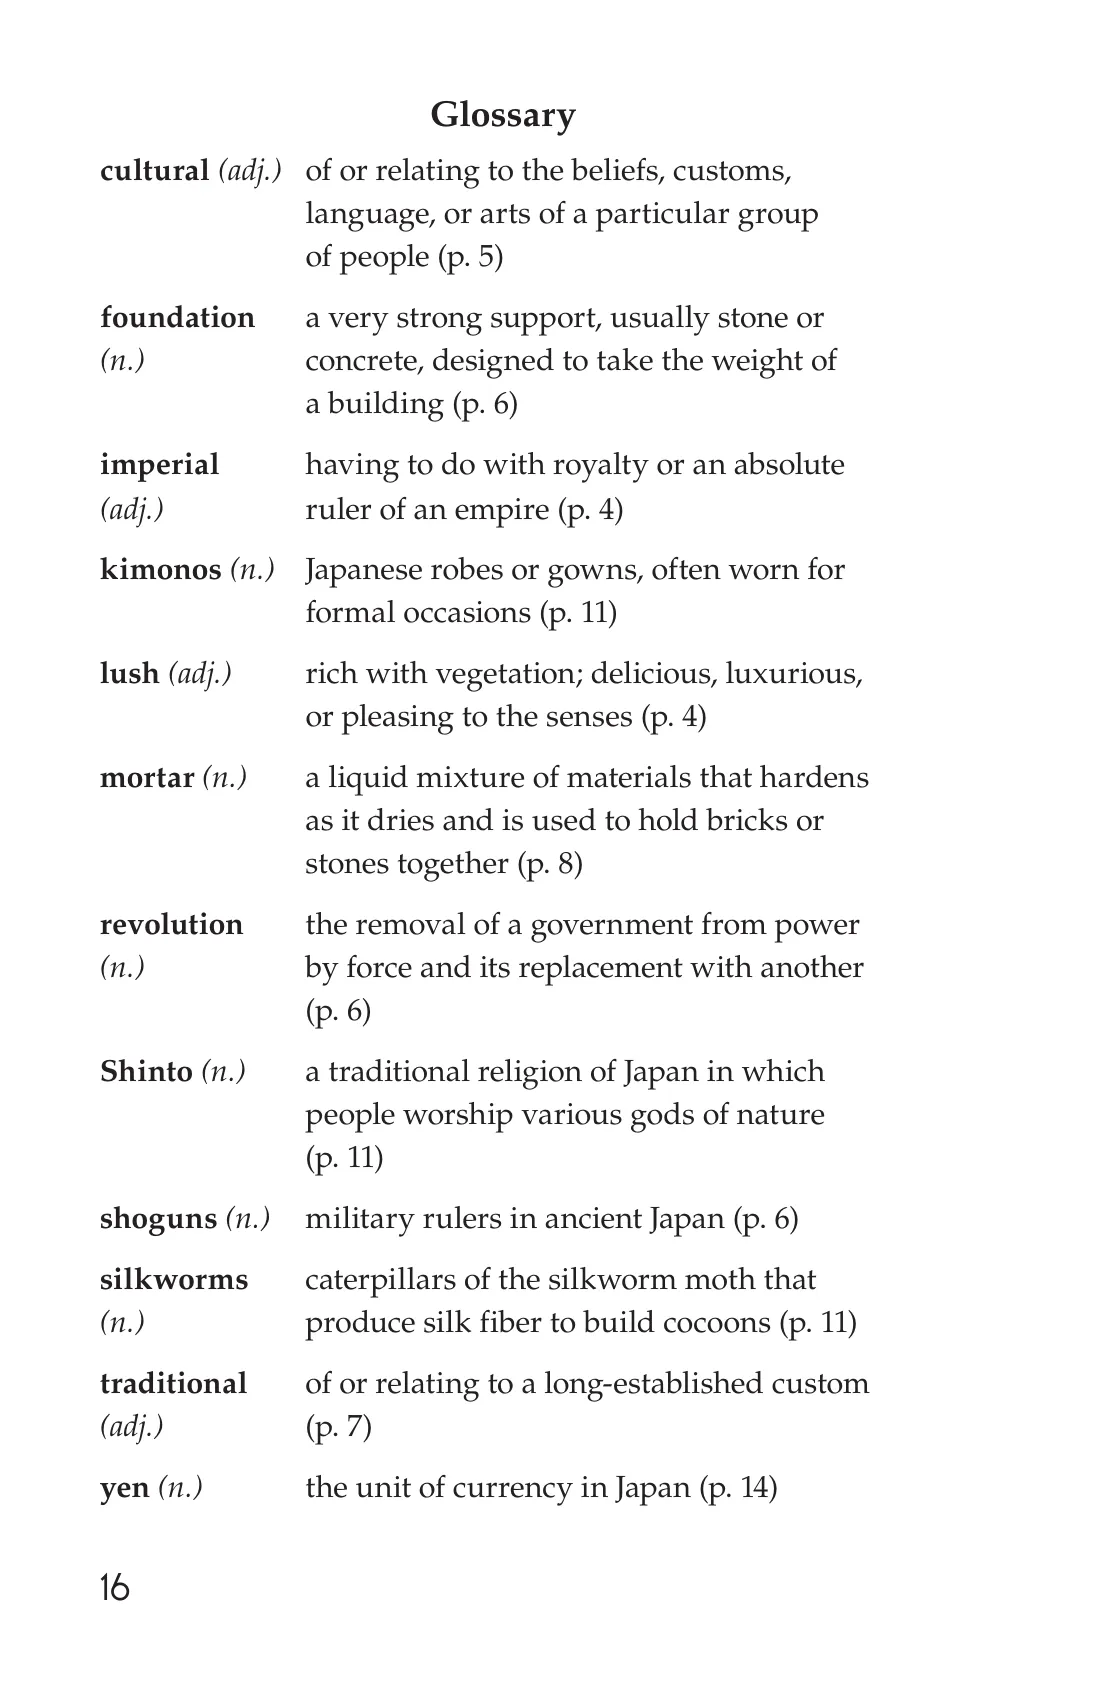 Glossary
cultural (adj.) of or relating to the beliefs, customs,
language, or arts of a particular group
of people (p. 5)
foundation a very strong support, usually stone or
(n.) concrete, designed to take the weight of
a building (p. 6)
imperial having to do with royalty or an absolute
(adj.) ruler of an empire (p. 4)
kimonos (n.) Japanese robes or gowns, often worn for
formal occasions (p. 11)
lush (adj.) rich with vegetation; delicious, luxurious,
or pleasing to the senses (p. 4)
mortar (n.) a liquid mixture of materials that hardens
as it dries and is used to hold bricks or
stones together (p. 8)
revolution the removal of a government from power
(n.) by force and its replacement with another
(p. 6)
Shinto (n.) a traditional religion of Japan in which
people worship various gods of nature
(p. 11)
shoguns (n.) military rulers in ancient Japan (p. 6)
silkworms caterpillars of the silkworm moth that
(n.) produce silk fiber to build cocoons (p. 11)
traditional of or relating to a long-established custom
(adj.) (p. 7)
yen (n.) the unit of currency in Japan (p. 14)
16